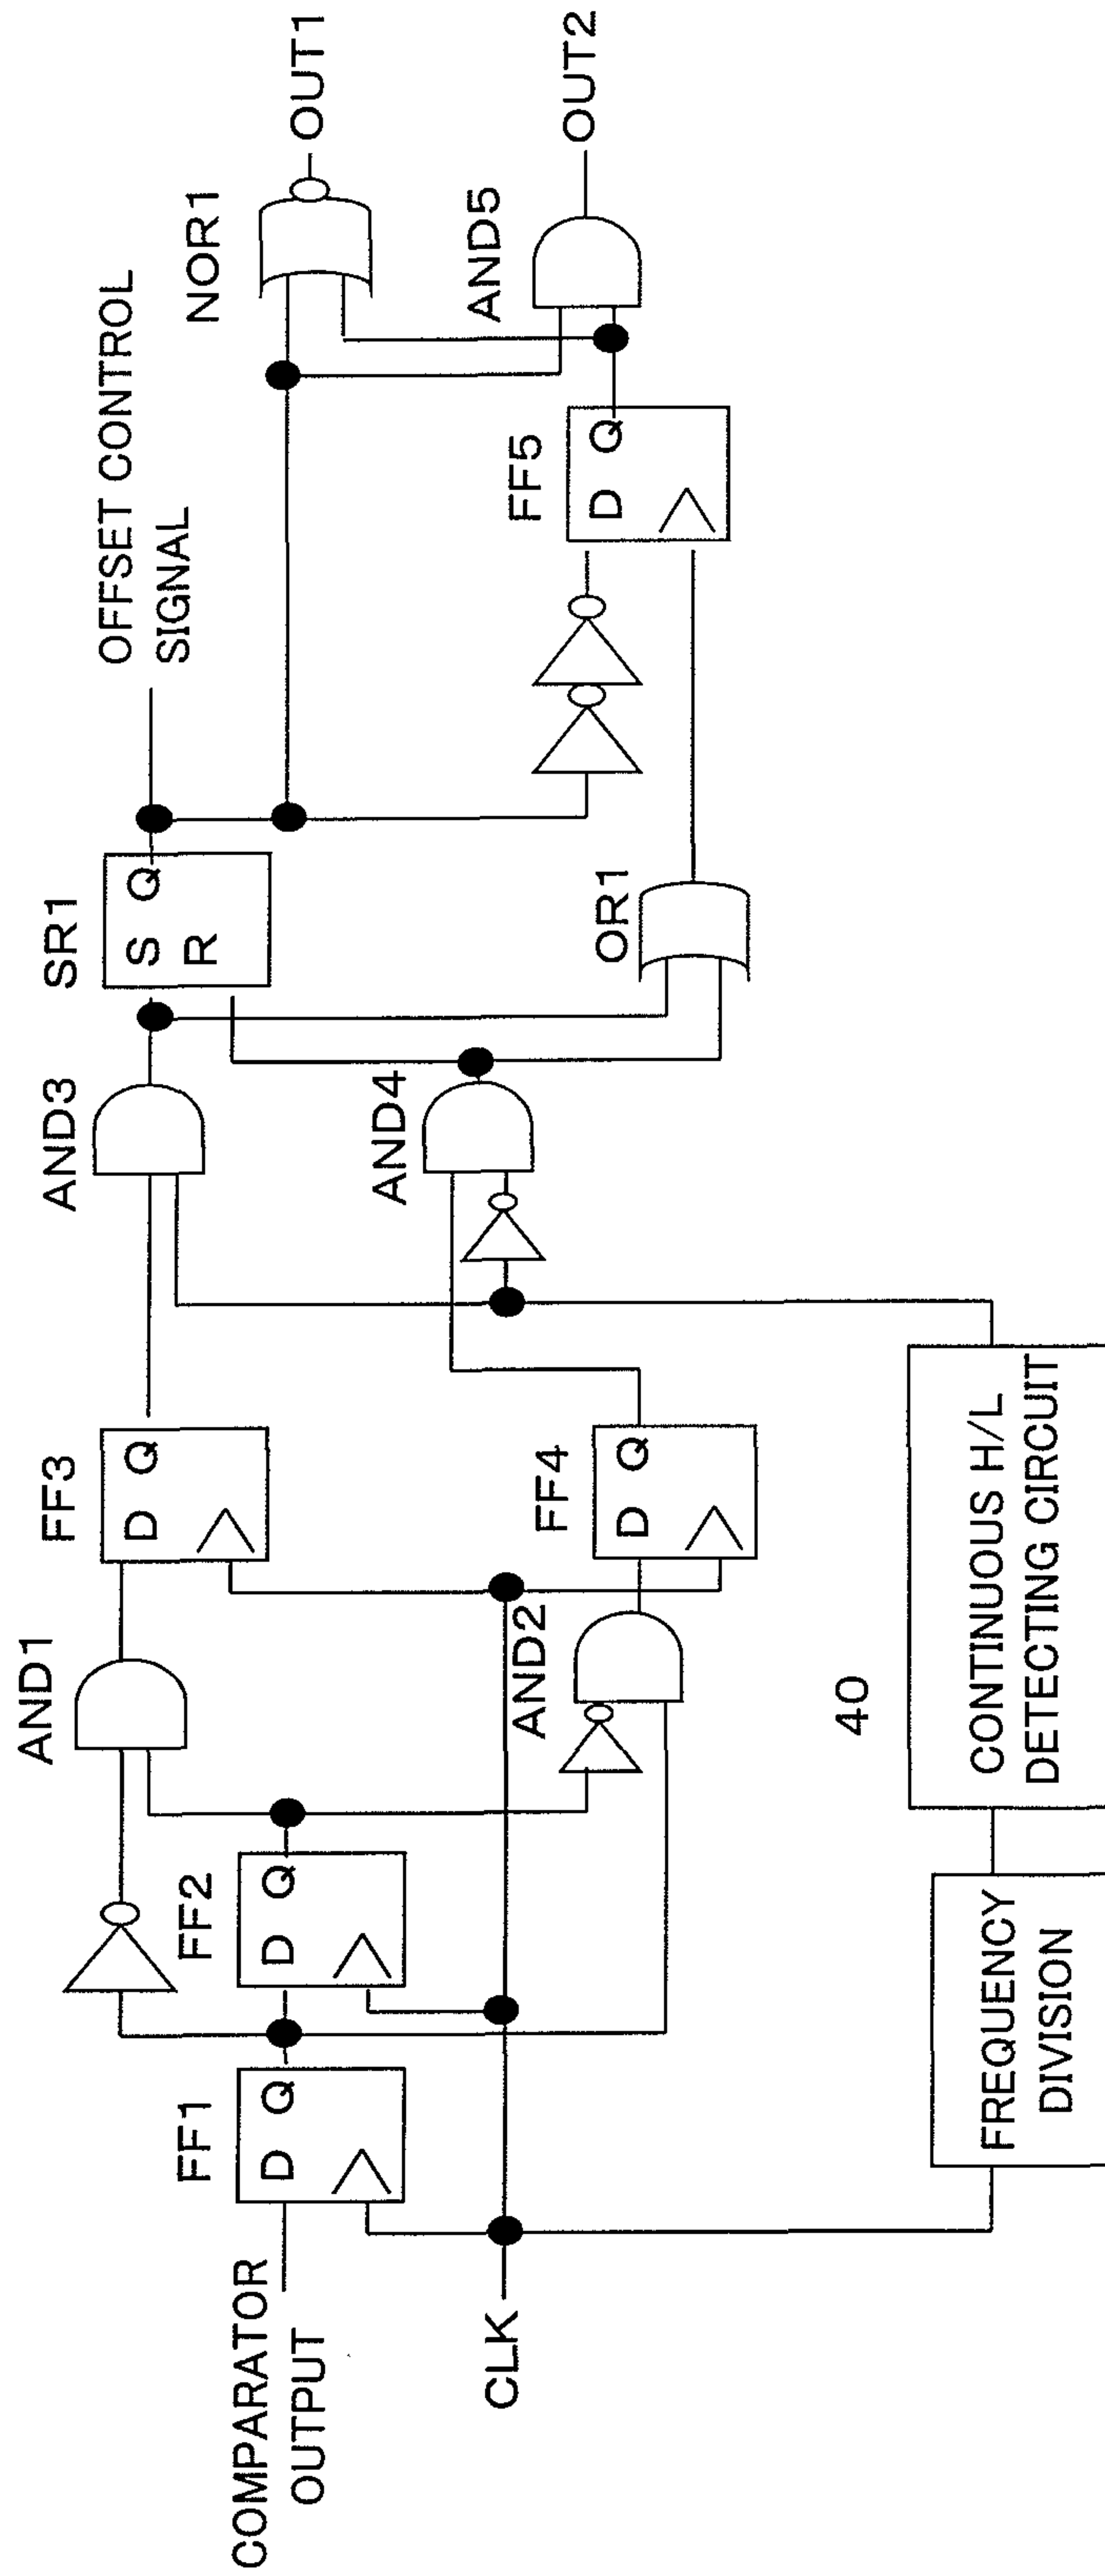 COMPARATOR
OUTPUT
CLK
FF1
D Q
FF2
D Q
AND1
AND2
FF3
D Q
FF4
D Q
FREQUENCY
DIVISION
40
CONTINUOUS H/L
DETECTING CIRCUIT
AND3
AND4
SR1
S Q
R
OR1
OFFSET CONTROL
SIGNAL
FF5
D Q
NOR1
AND5
OUT1
OUT2